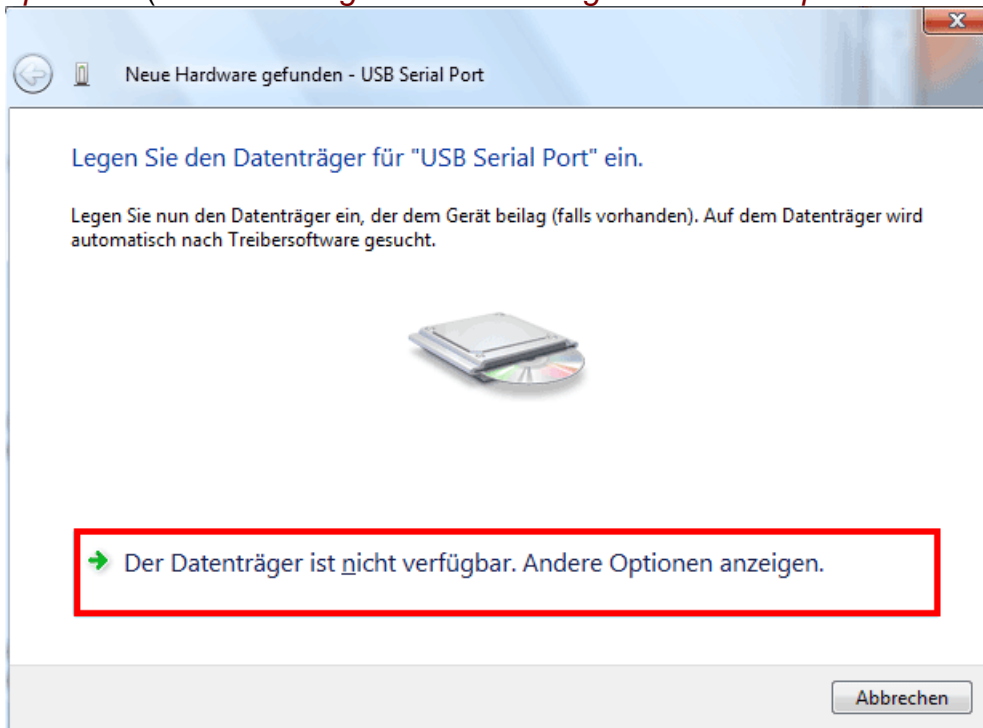 Neue Hardware gefunden - USB Serial Port
Legen Sie den Datenträger für "USB Serial Port" ein.
Legen Sie nun den Datenträger ein, der dem Gerät beilag (falls vorhanden). Auf dem Datenträger wird
automatisch nach Treibersoftware gesucht.
Der Datenträger ist nicht verfügbar. Andere Optionen anzeigen.
Abbrechen